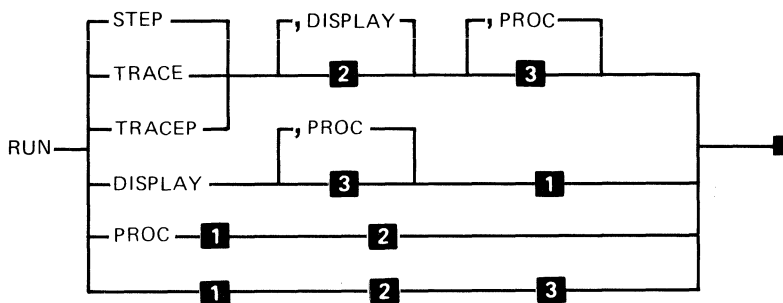 STEP , DISPLAY , PROC
TRACE 2 3
TRACEP
RUN , PROC
DISPLAY 3 1
PROC 1 2
1 2 3